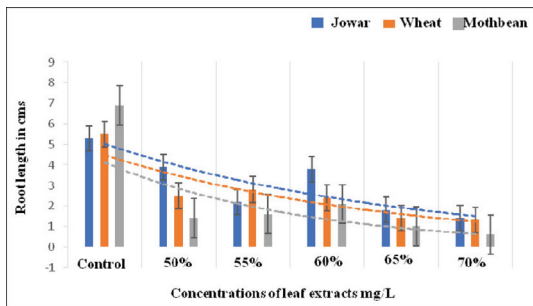 Jowar Wheat Mothbean
9
8
7
6
5
4
3
2
1
0
-1
Root length in cms
Control 50% 55% 60% 65% 70%
Concentrations of leaf extracts mg/L